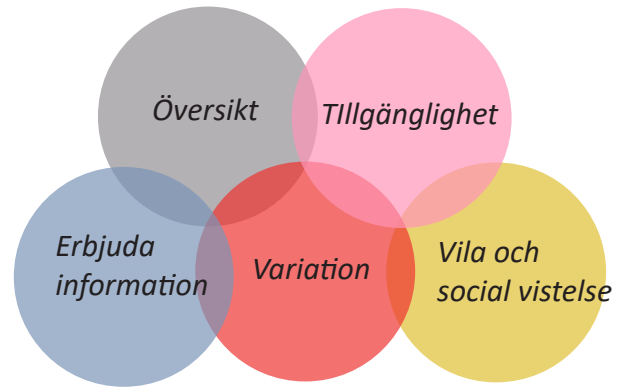 Översikt
TIllgänglighet
Erbjuda
information
Variation
Vila och
social vistelse